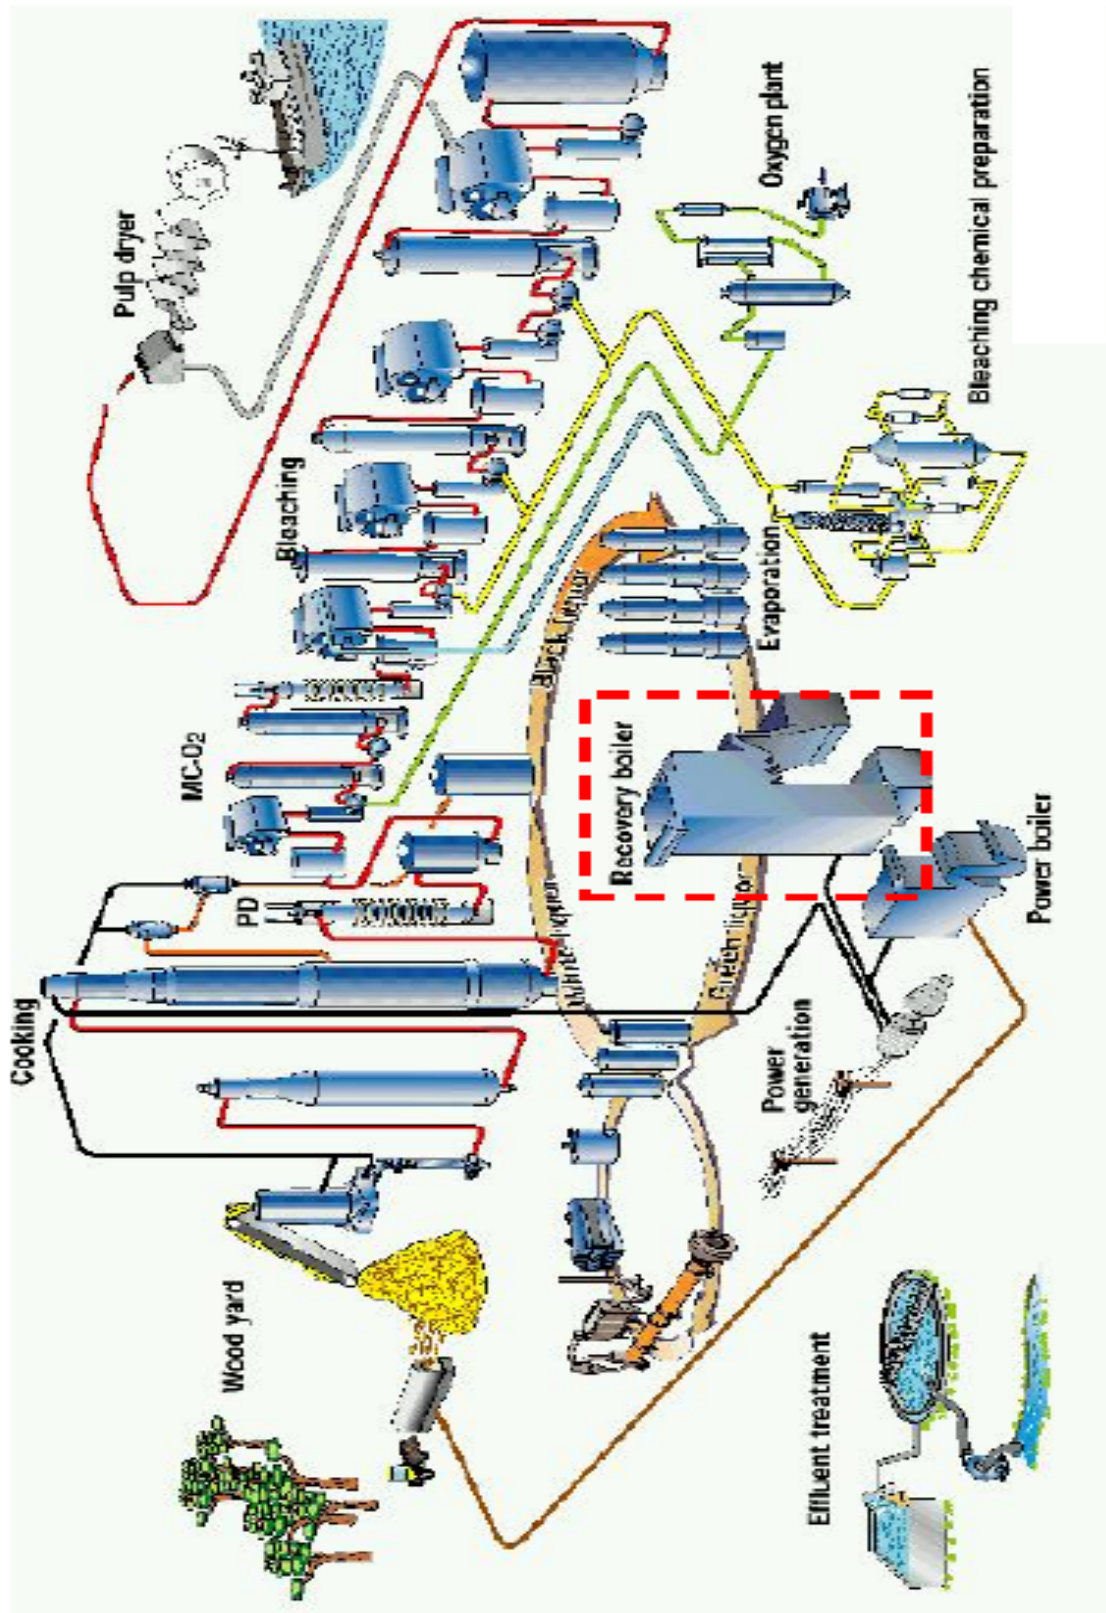 Wood yard
Cooking
PD
MC-O2
Bleaching
Pulp dryer
Oxygen plant
Bleaching chemical preparation
Black liquor
Evaporation
Recovery boiler
White liquor
Green liquor
Power boiler
Power
generation
Effluent treatment